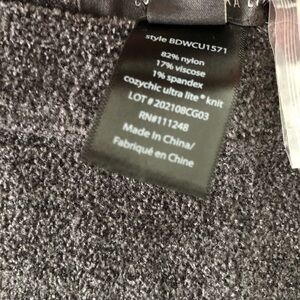 style BDWCU1571
82% nylon
17% viscose
1% spandex
cozychic ultra lite® knit
LOT # 202108CG03
RN#111248
Made In China/
Fabriqué en Chine